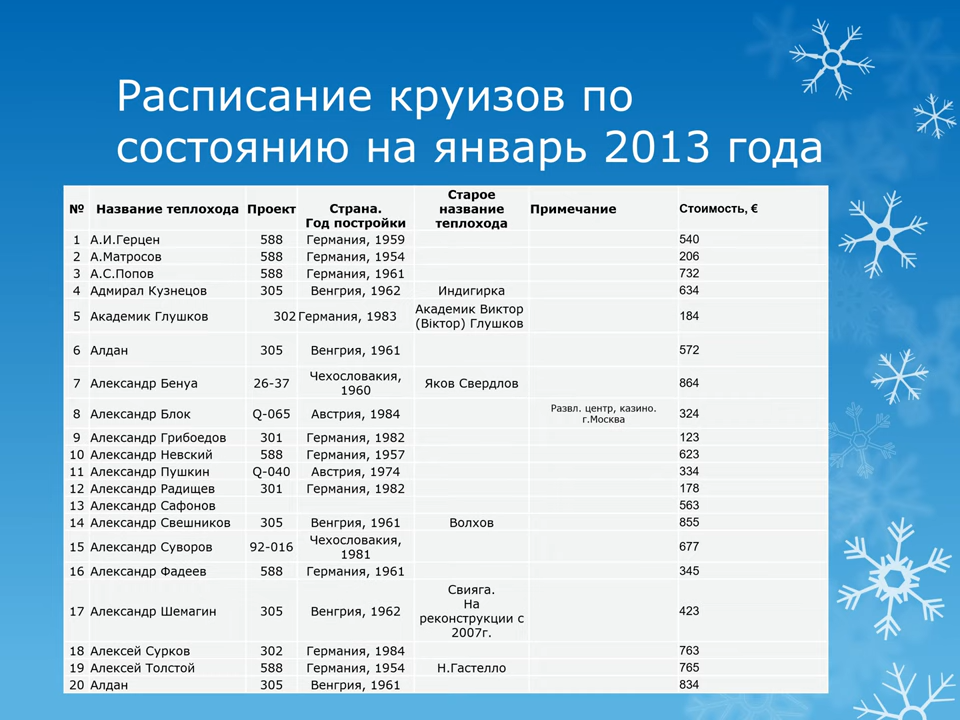 Расписание круизов по
состоянию на январь 2013 года
№ Название теплохода Проект Страна. Год постройки Старое название теплохода Примечание Стоимость, €
1 А.И.Герцен 588 Германия, 1959 540
2 А.Матросов 588 Германия, 1954 206
3 А.С.Попов 588 Германия, 1961 732
4 Адмирал Кузнецов 305 Венгрия, 1962 Индигирка 634
5 Академик Глушков 302 Германия, 1983 Академик Виктор (Віктор) Глушков 184
6 Алдан 305 Венгрия, 1961 572
7 Александр Бенуа 26-37 Чехословакия, 1960 Яков Свердлов 864
8 Александр Блок Q-065 Австрия, 1984 Развл. центр, казино. г.Москва 324
9 Александр Грибоедов 301 Германия, 1982 123
10 Александр Невский 588 Германия, 1957 623
11 Александр Пушкин Q-040 Австрия, 1974 334
12 Александр Радищев 301 Германия, 1982 178
13 Александр Сафонов 563
14 Александр Свешников 305 Венгрия, 1961 Волхов 855
15 Александр Суворов 92-016 Чехословакия, 1981 677
16 Александр Фадеев 588 Германия, 1961 345
17 Александр Шемагин 305 Венгрия, 1962 Свияга. На реконструкции с 2007г. 423
18 Алексей Сурков 302 Германия, 1984 763
19 Алексей Толстой 588 Германия, 1954 Н.Гастелло 765
20 Алдан 305 Венгрия, 1961 834